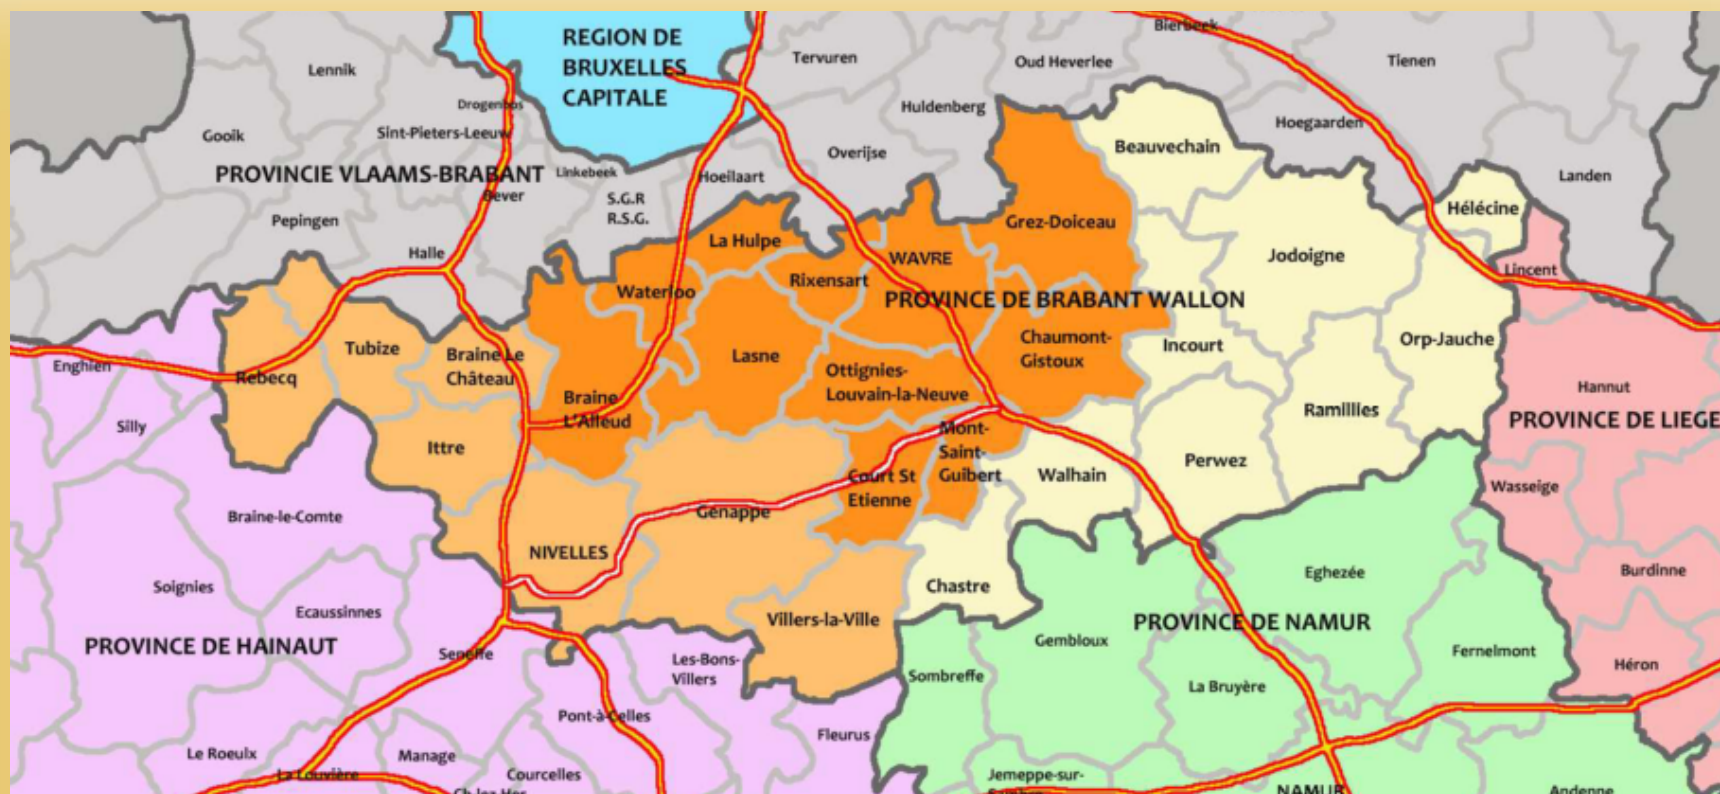 REGION DE
BRUXELLES
CAPITALE
Tervuren
Bierbeek
Oud Heverlee
Tienen
Lennik
Drogenbos
Huldenberg
Hoegaarden
Gooik
Sint-Pieters-Leeuw
Overijse
Beauvechain
PROVINCIE VLAAMS-BRABANT
Linkebeek
Hoeilaart
Landen
Bever
S.G.R
R.S.G.
Pepingen
Hélécine
Grez-Doiceau
La Hulpe
Halle
WAVRE
Jodoigne
Lincent
Rixensart
Waterloo
PROVINCE DE BRABANT WALLON
Tubize
Braine Le
Château
Lasne
Chaumont-
Gistoux
Incourt
Orp-Jauche
Enghien
Rebecq
Ottignies-
Louvain-la-Neuve
Hannut
Braine
L'Alleud
Ramillles
PROVINCE DE LIEGE
Silly
Ittre
Mont-
Saint-
Guibert
Walhain
Perwez
Court St
Etienne
Wasseige
Braine-le-Comte
Génappe
NIVELLES
Soignies
Ecaussinnes
Chastre
Eghezée
Burdinne
Villers-la-Ville
PROVINCE DE NAMUR
PROVINCE DE HAINAUT
Seneffe
Les-Bons-
Villers
Gembloux
Fernelmont
Héron
Sombreffe
La Bruyère
Pont-à-Celles
Fleurus
Le Roeulx
Manage
La Louvière
Courcelles
Jemeppe-sur-
NAMUR
Andenne